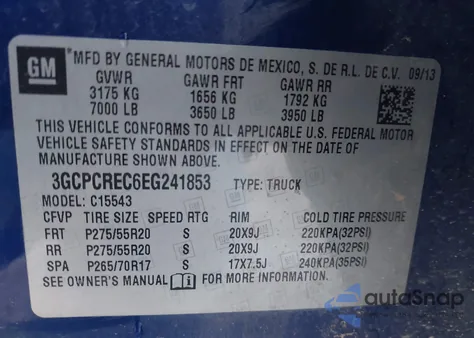 GM
*MFD BY GENERAL MOTORS DE MEXICO, S. DE R.L. DE C.V. 09/13
GVWR GAWR FRT GAWR RR
3175 KG 1656 KG 1792 KG
7000 LB 3650 LB 3950 LB
THIS VEHICLE CONFORMS TO ALL APPLICABLE U.S. FEDERAL MOTOR
VEHICLE SAFETY STANDARDS IN EFFECT ON THE DATE OF
MANUFACTURE SHOWN ABOVE.
3GCPCREC6EG241853 TYPE: TRUCK
MODEL: C15543
CFVP TIRE SIZE SPEED RTG RIM COLD TIRE PRESSURE
FRT P275/55R20 S 20X9J 220KPA(32PSI)
RR P275/55R20 S 20X9J 220KPA(32PSI)
SPA P265/70R17 S 17X7.5J 240KPA(35PSI)
SEE OWNER'S MANUAL FOR MORE INFORMATION.
autoSnap